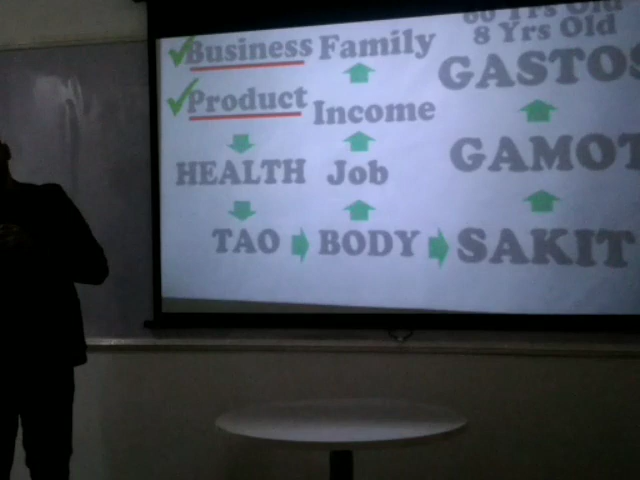 Business Family
60 Yrs Old
8 Yrs Old
GASTOS
Product
Income
HEALTH
Job
GAMOT
TAO
BODY
SAKIT